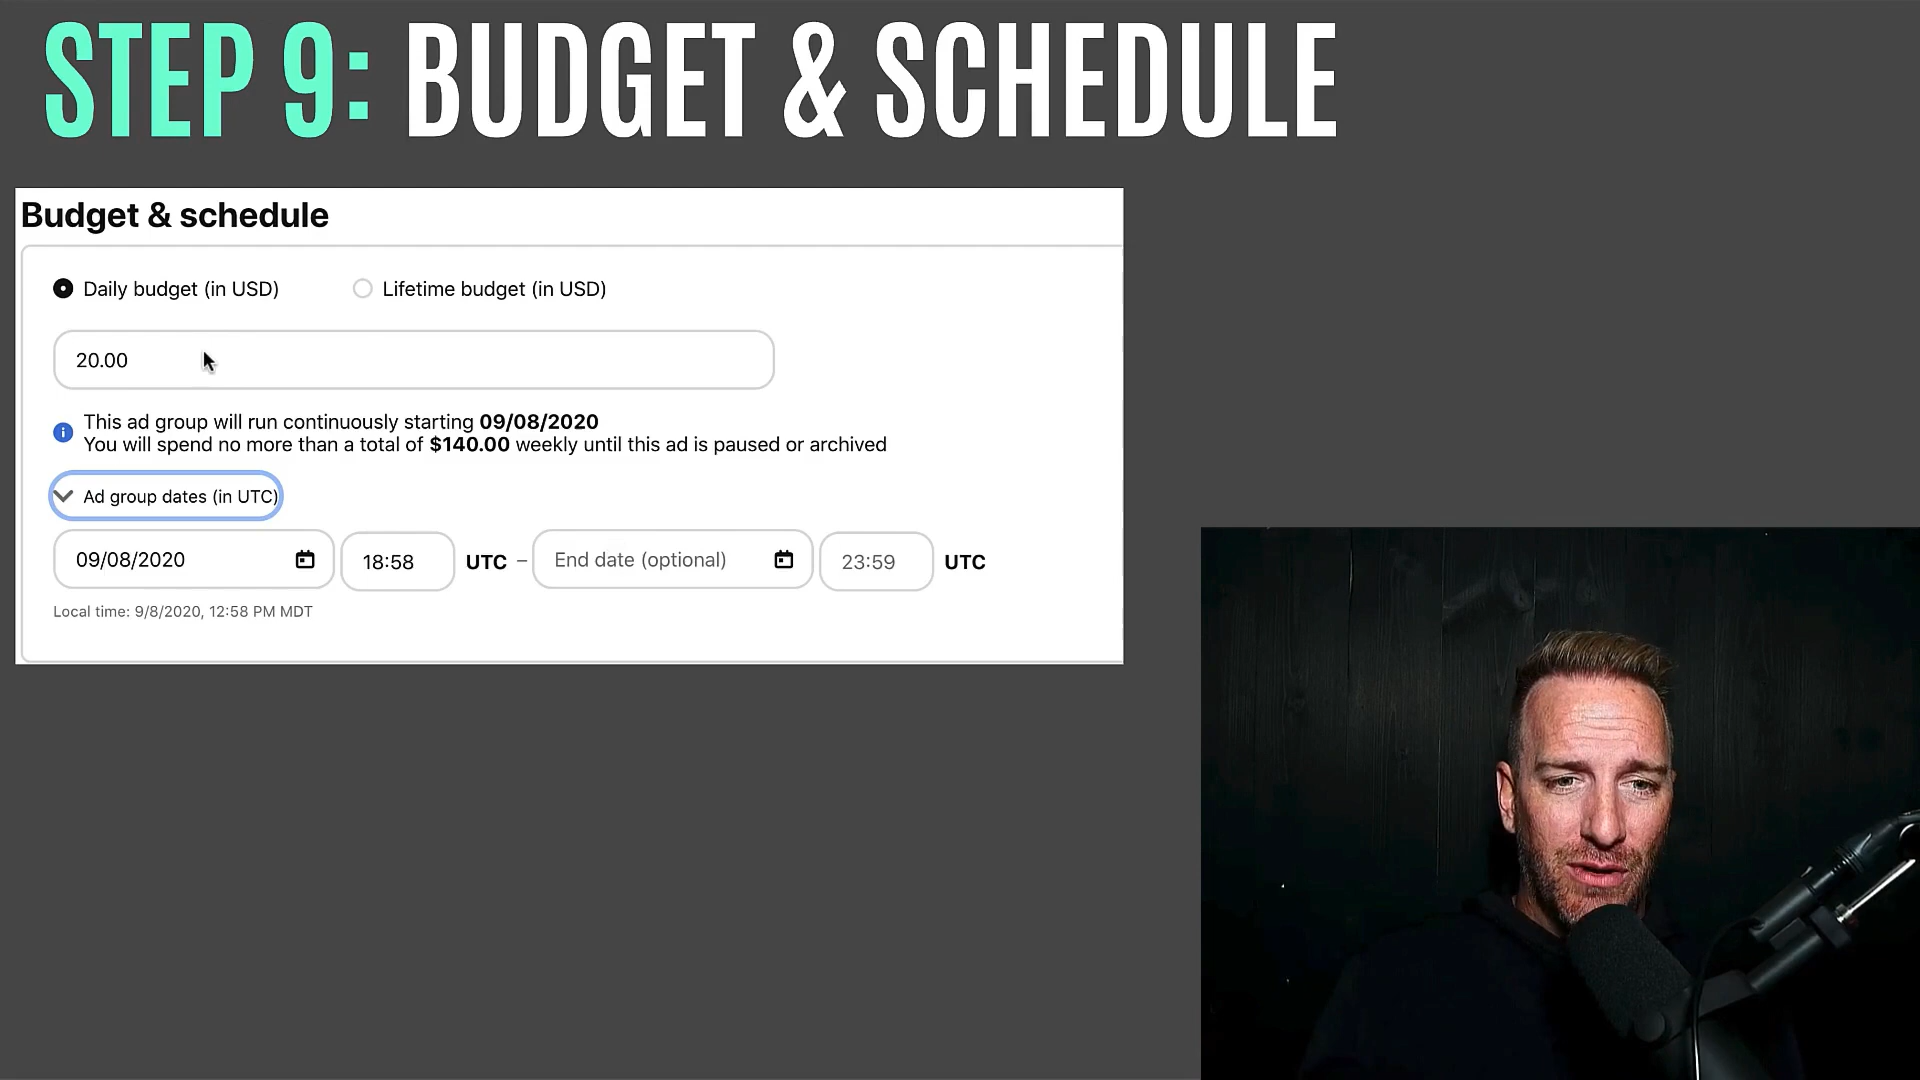 STEP 9: BUDGET & SCHEDULE
Budget & schedule
Daily budget (in USD) Lifetime budget (in USD)
20.00
This ad group will run continuously starting 09/08/2020
You will spend no more than a total of $140.00 weekly until this ad is paused or archived
Ad group dates (in UTC)
09/08/2020 18:58 UTC – End date (optional) 23:59 UTC
Local time: 9/8/2020, 12:58 PM MDT